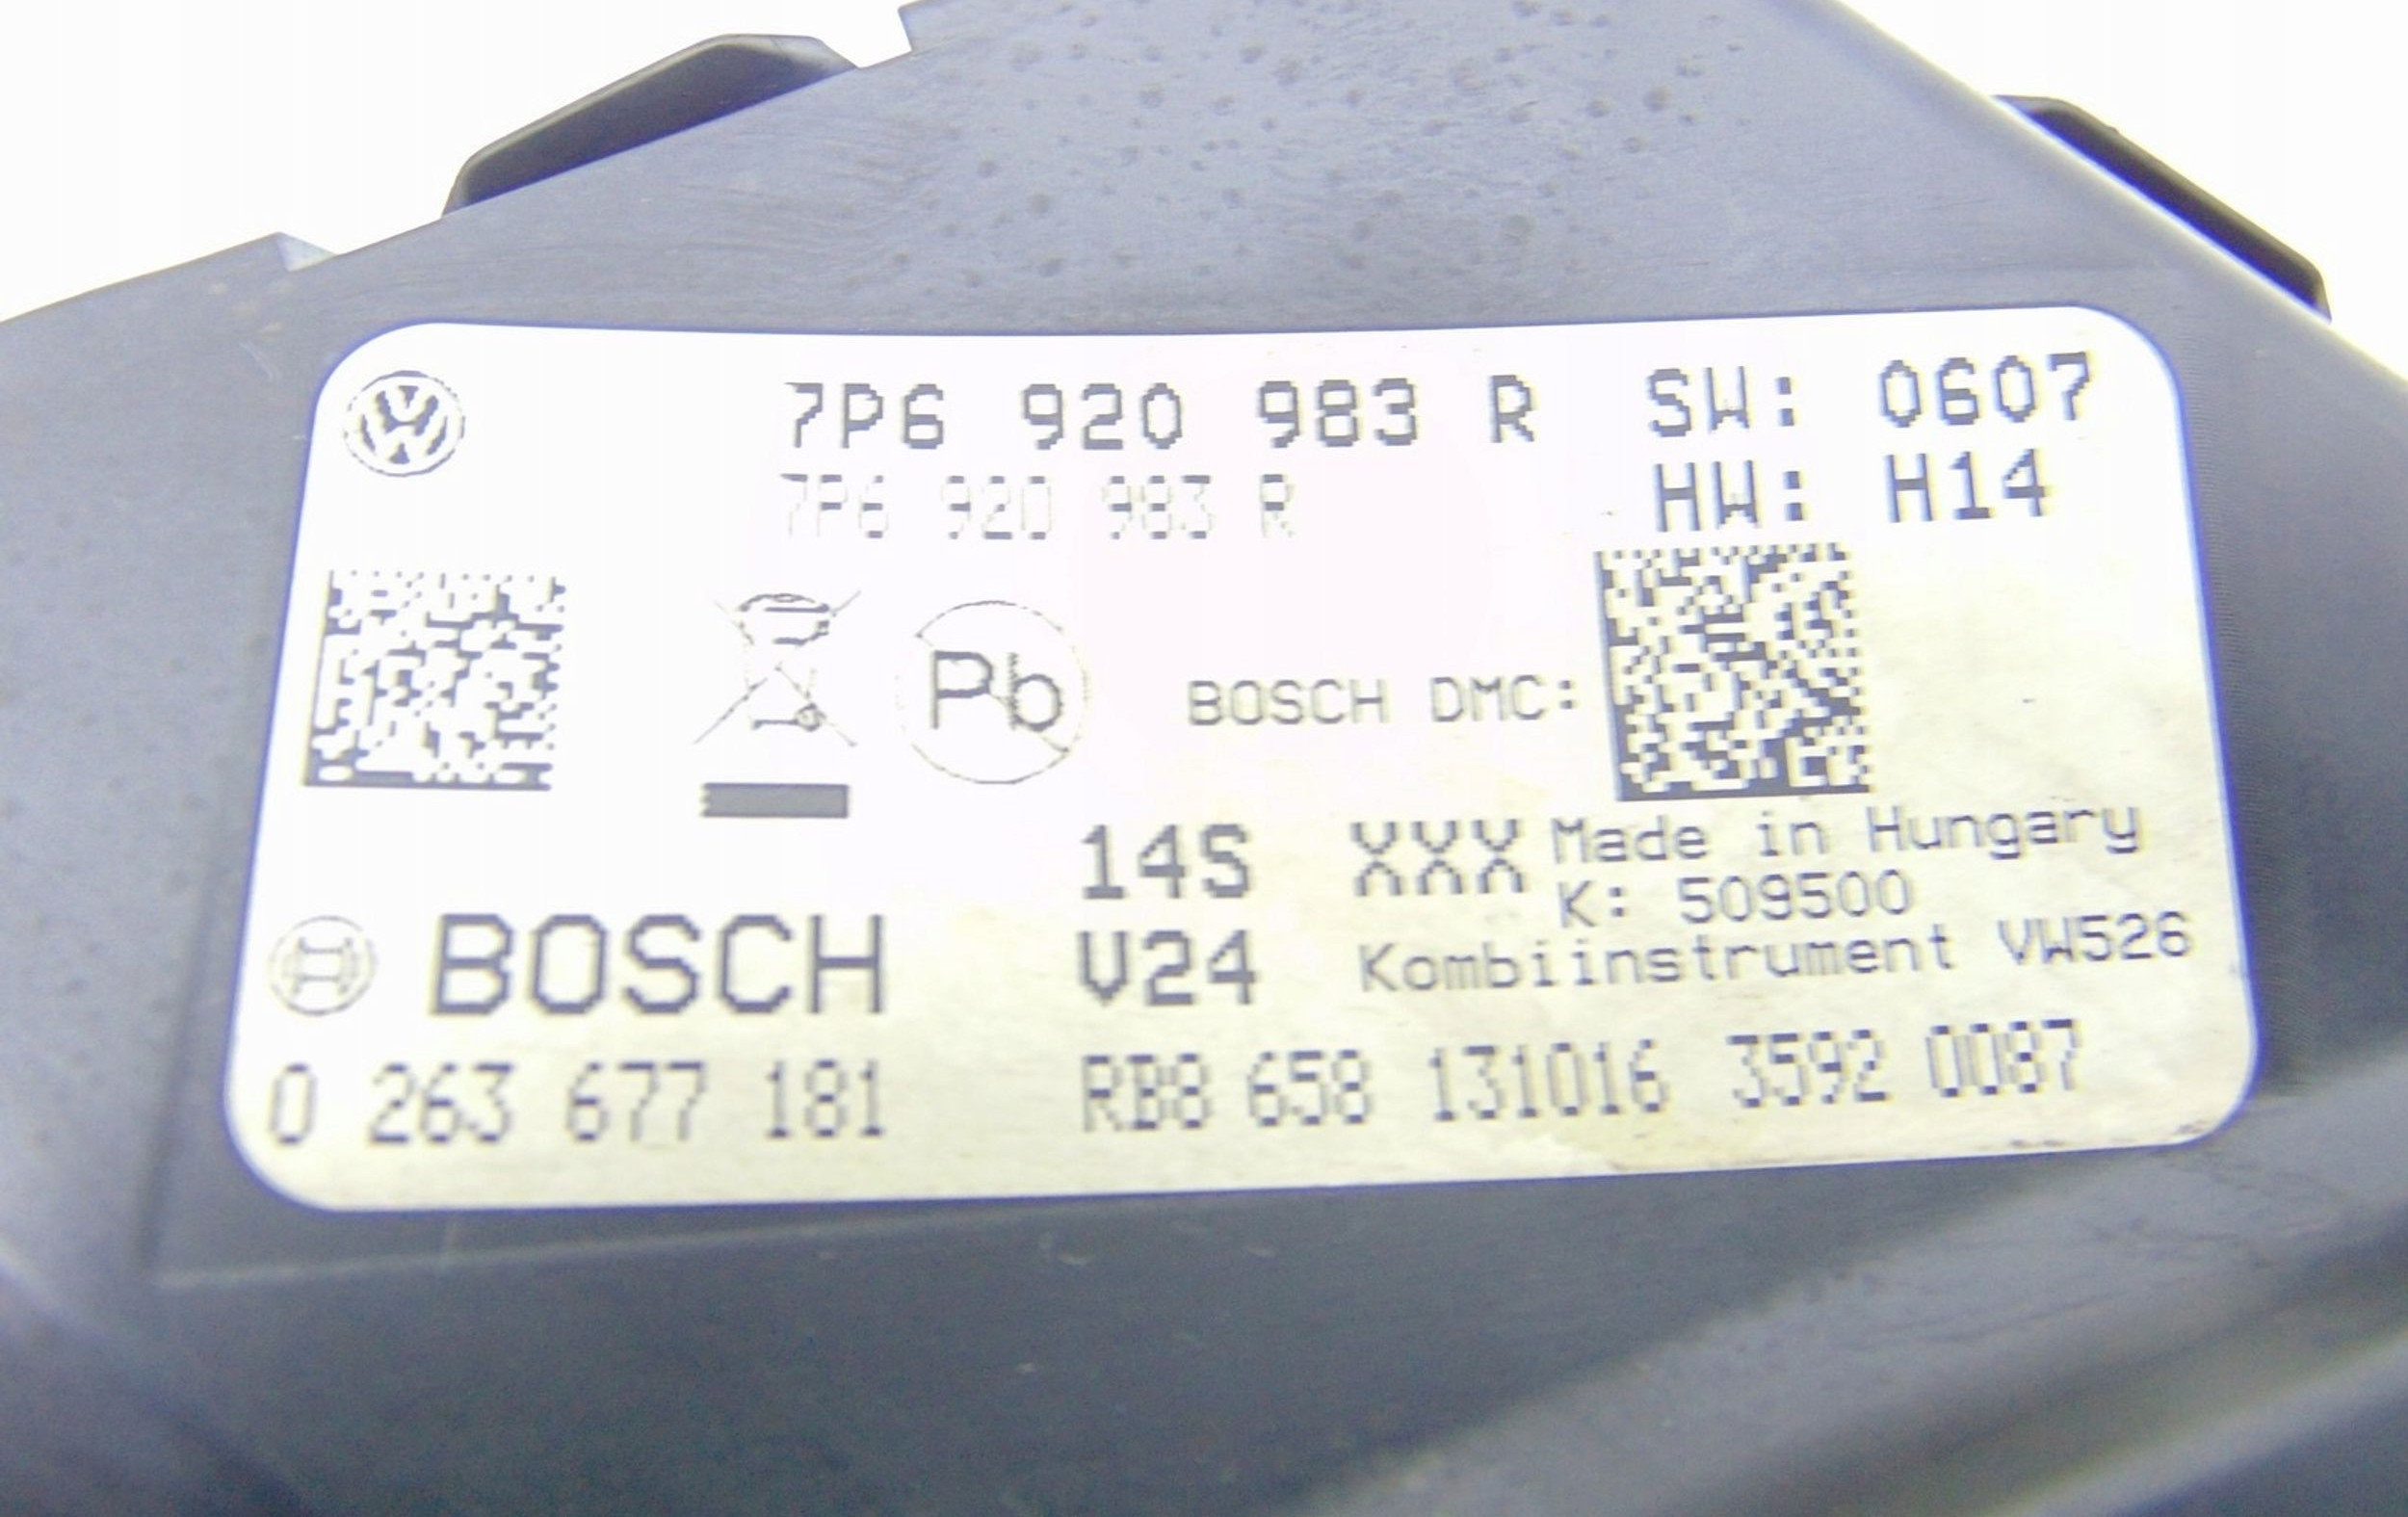 7P6 920 983 R SW: 0607
7P6 920 983 R HW: H14
Pb
BOSCH DMC:
14S XXX Made in Hungary
K: 509500
BOSCH V24 Kombiinstrument VW526
0 263 677 181 RB8 658 131016 3592 0087